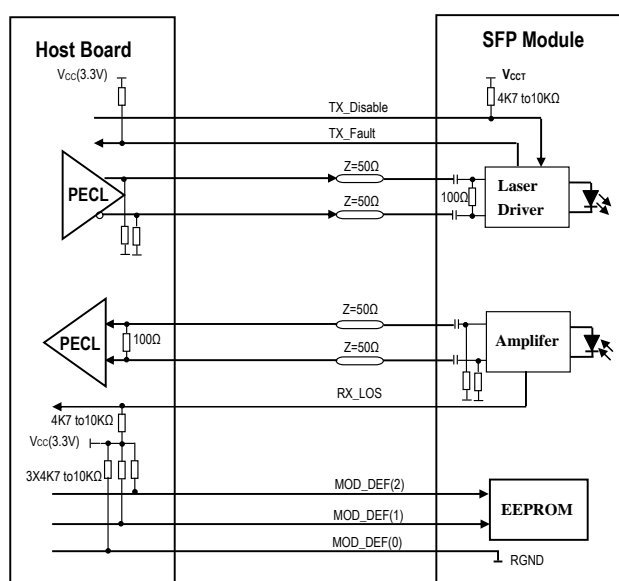 Host Board
SFP Module
Vcc(3.3V)
VCCT
4K7 to10KΩ
TX_Disable
TX_Fault
Z=50Ω
PECL
100Ω
Laser
Driver
Z=50Ω
Z=50Ω
PECL
100Ω
Amplifer
Z=50Ω
RX_LOS
4K7 to10KΩ
Vcc(3.3V)
3X4K7 to10KΩ
MOD_DEF(2)
EEPROM
MOD_DEF(1)
MOD_DEF(0)
RGND